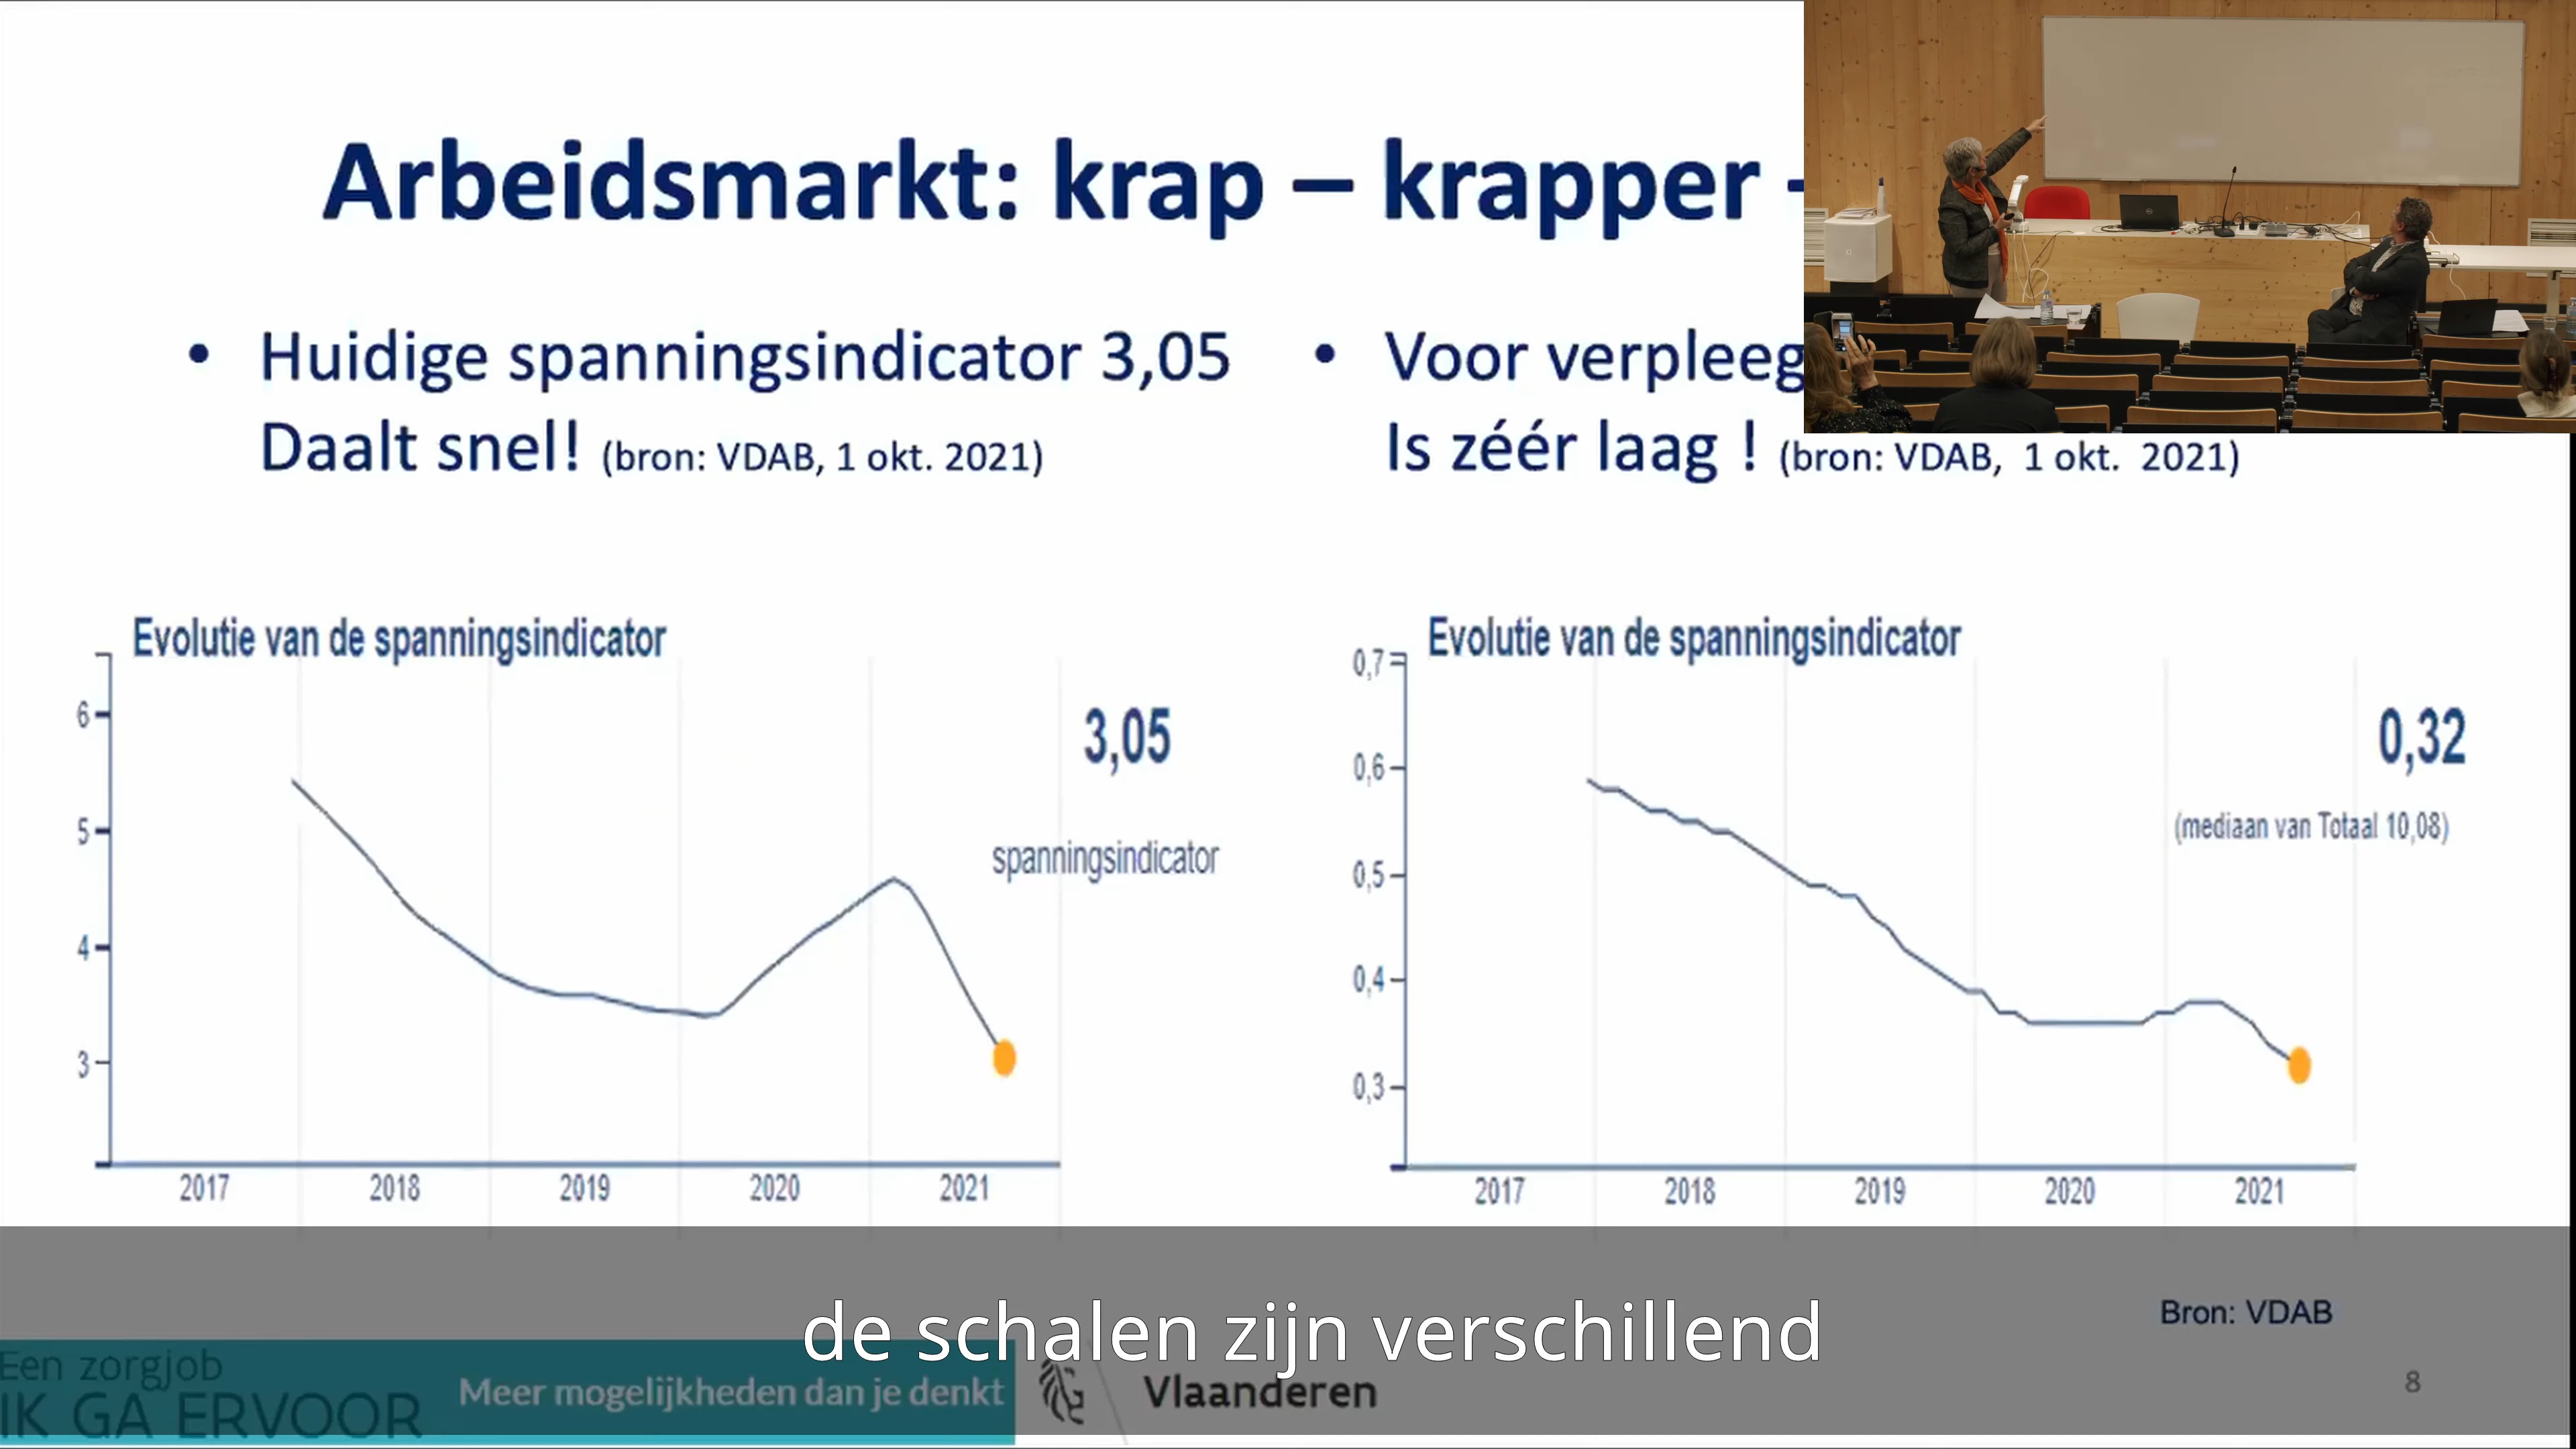 Arbeidsmarkt: krap – krapper -
• Huidige spanningsindicator 3,05
Daalt snel! (bron: VDAB, 1 okt. 2021)
• Voor verpleeg
Is zéér laag ! (bron: VDAB, 1 okt. 2021)
Evolutie van de spanningsindicator
6
5
4
3
2017 2018 2019 2020 2021
3,05
spanningsindicator
Evolutie van de spanningsindicator
0,7
0,6
0,5
0,4
0,3
2017 2018 2019 2020 2021
0,32
(mediaan van Totaal 10,08)
Bron: VDAB
de schalen zijn verschillend
Een zorgjob
IK GA ERVOOR
Meer mogelijkheden dan je denkt
Vlaanderen
8